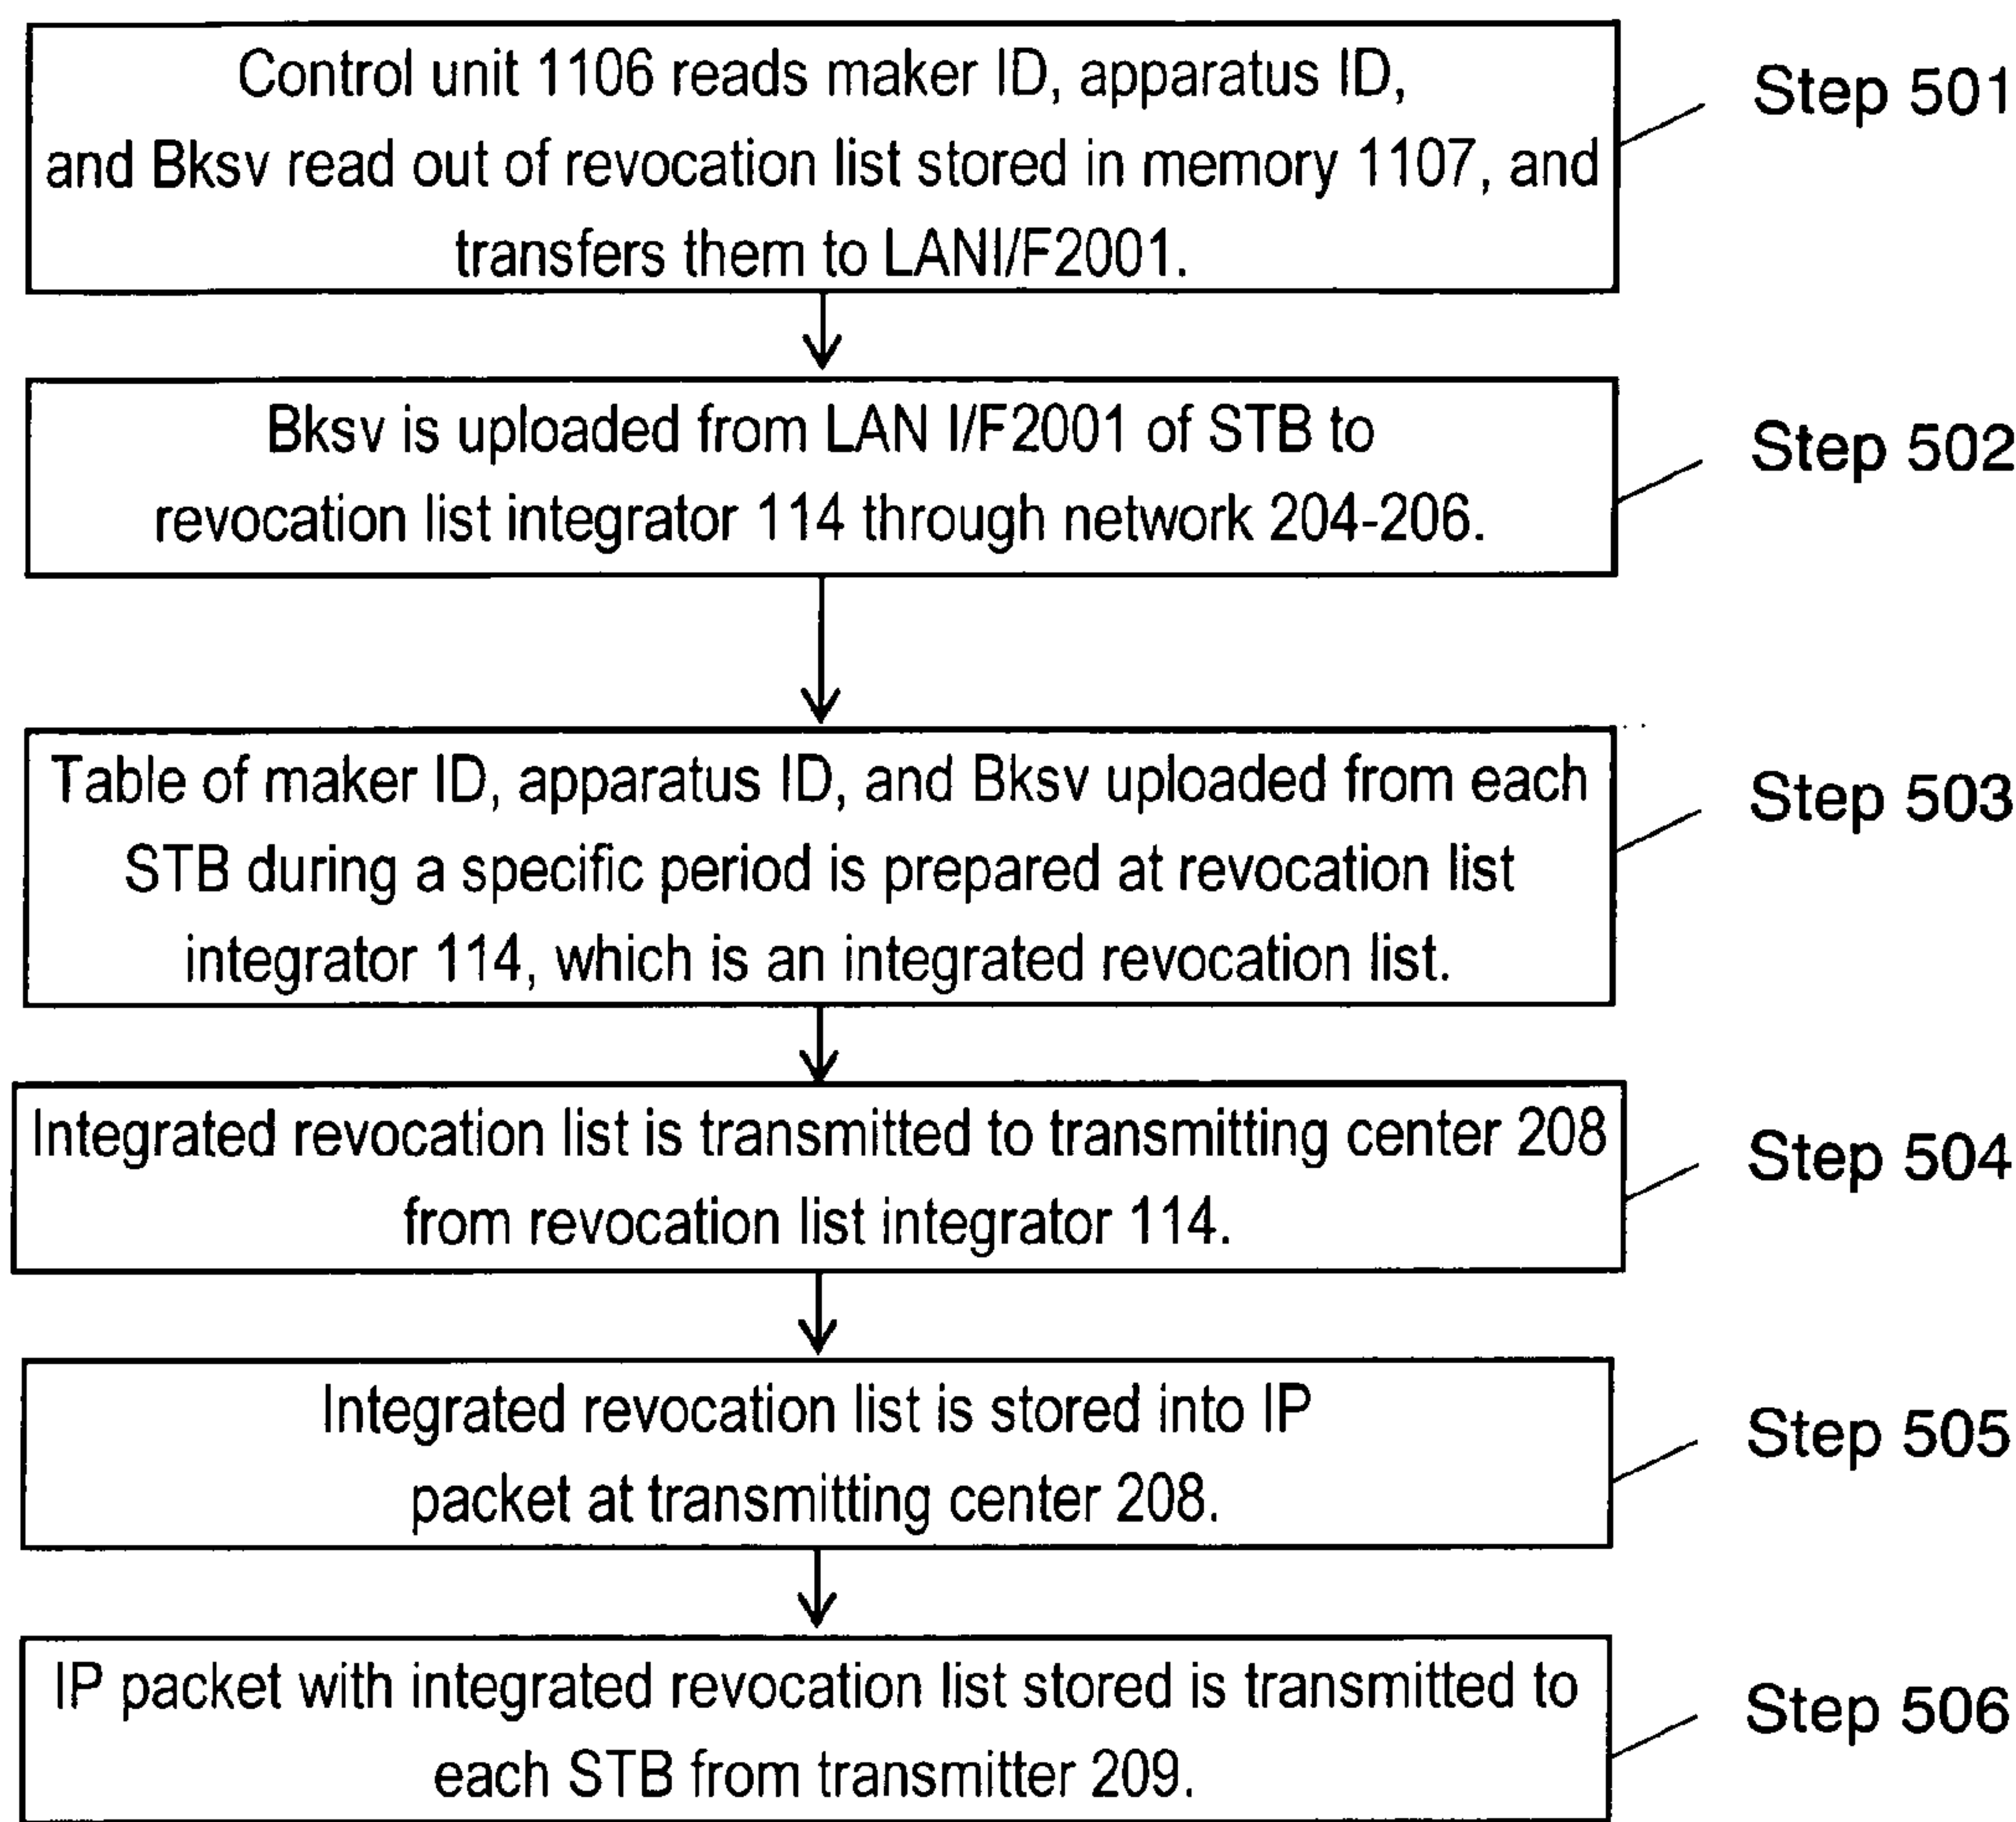 Control unit 1106 reads maker ID, apparatus ID,
and Bksv read out of revocation list stored in memory 1107, and
transfers them to LANI/F2001.
Step 501
Bksv is uploaded from LAN I/F2001 of STB to
revocation list integrator 114 through network 204-206.
Step 502
Table of maker ID, apparatus ID, and Bksv uploaded from each
STB during a specific period is prepared at revocation list
integrator 114, which is an integrated revocation list.
Step 503
Integrated revocation list is transmitted to transmitting center 208
from revocation list integrator 114.
Step 504
Integrated revocation list is stored into IP
packet at transmitting center 208.
Step 505
IP packet with integrated revocation list stored is transmitted to
each STB from transmitter 209.
Step 506